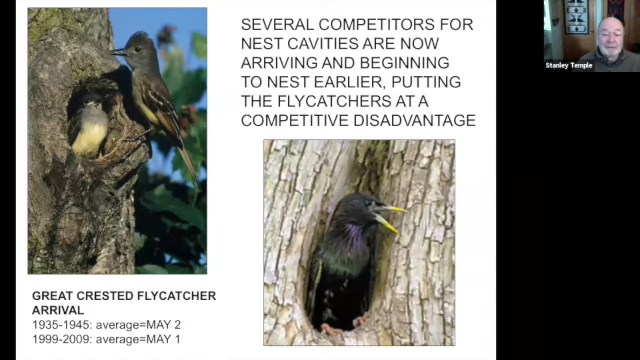 SEVERAL COMPETITORS FOR
NEST CAVITIES ARE NOW
ARRIVING AND BEGINNING
TO NEST EARLIER, PUTTING
THE FLYCATCHERS AT A
COMPETITIVE DISADVANTAGE
Stanley Temple
GREAT CRESTED FLYCATCHER
ARRIVAL
1935-1945: average=MAY 2
1999-2009: average=MAY 1